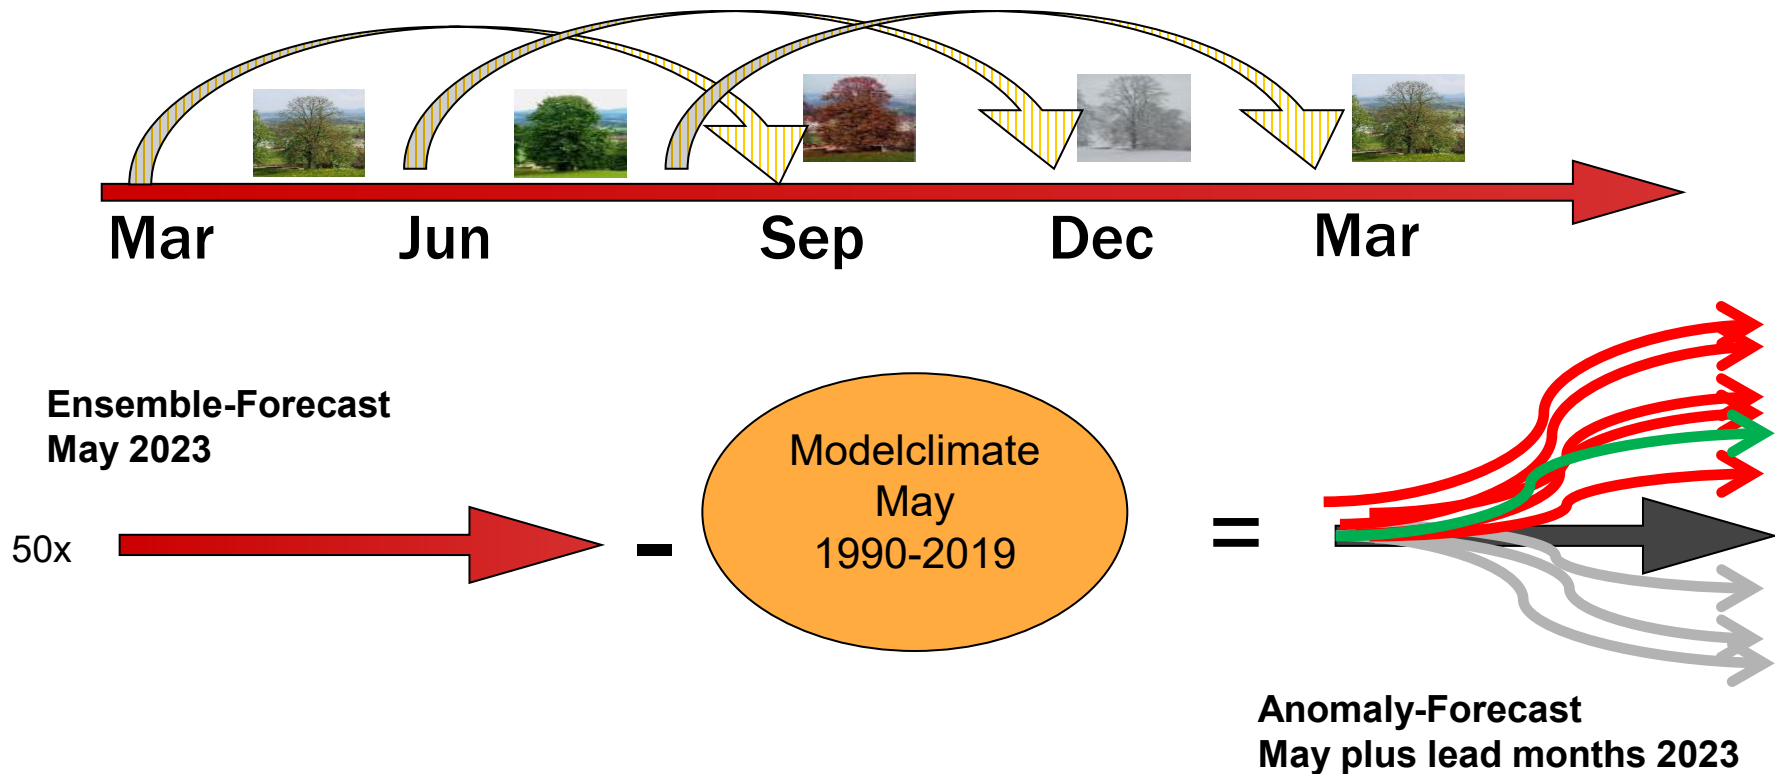 Mar Jun Sep Dec Mar
Ensemble-Forecast
May 2023
50x
-
Modelclimate
May
1990-2019
=
Anomaly-Forecast
May plus lead months 2023